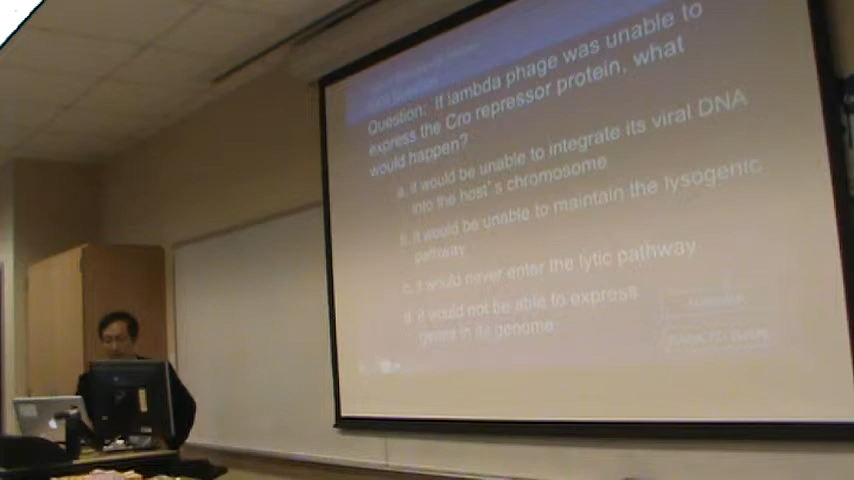 Question: If lambda phage was unable to
express the Cro repressor protein, what
would happen?
a. it would be unable to integrate its viral DNA
into the host's chromosome
b. it would be unable to maintain the lysogenic
pathway
c. it would never enter the lytic pathway
d. it would not be able to express
genes in its genome